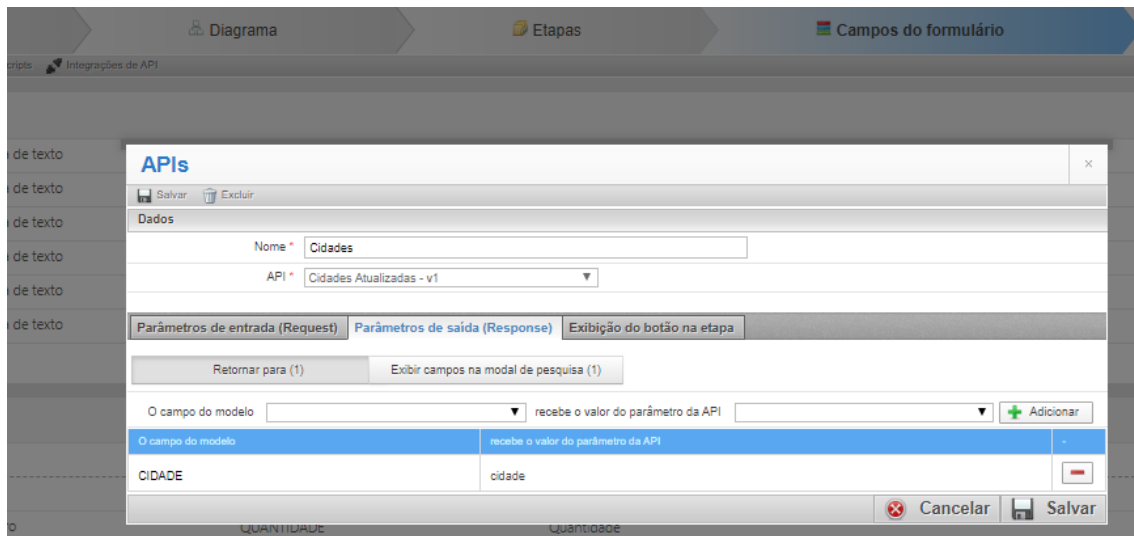 Diagrama
Etapas
Campos do formulário
cripts Integrações de API
de texto
de texto
de texto
de texto
de texto
de texto
APIs
Salvar Excluir
Dados
Nome * Cidades
API * Cidades Atualizadas - v1
Parâmetros de entrada (Request) Parâmetros de saída (Response) Exibição do botão na etapa
Retornar para (1) Exibir campos na modal de pesquisa (1)
O campo do modelo recebe o valor do parâmetro da API Adicionar
O campo do modelo recebe o valor do parâmetro da API -
CIDADE cidade
Cancelar Salvar
QUANTIDADE Quantidade